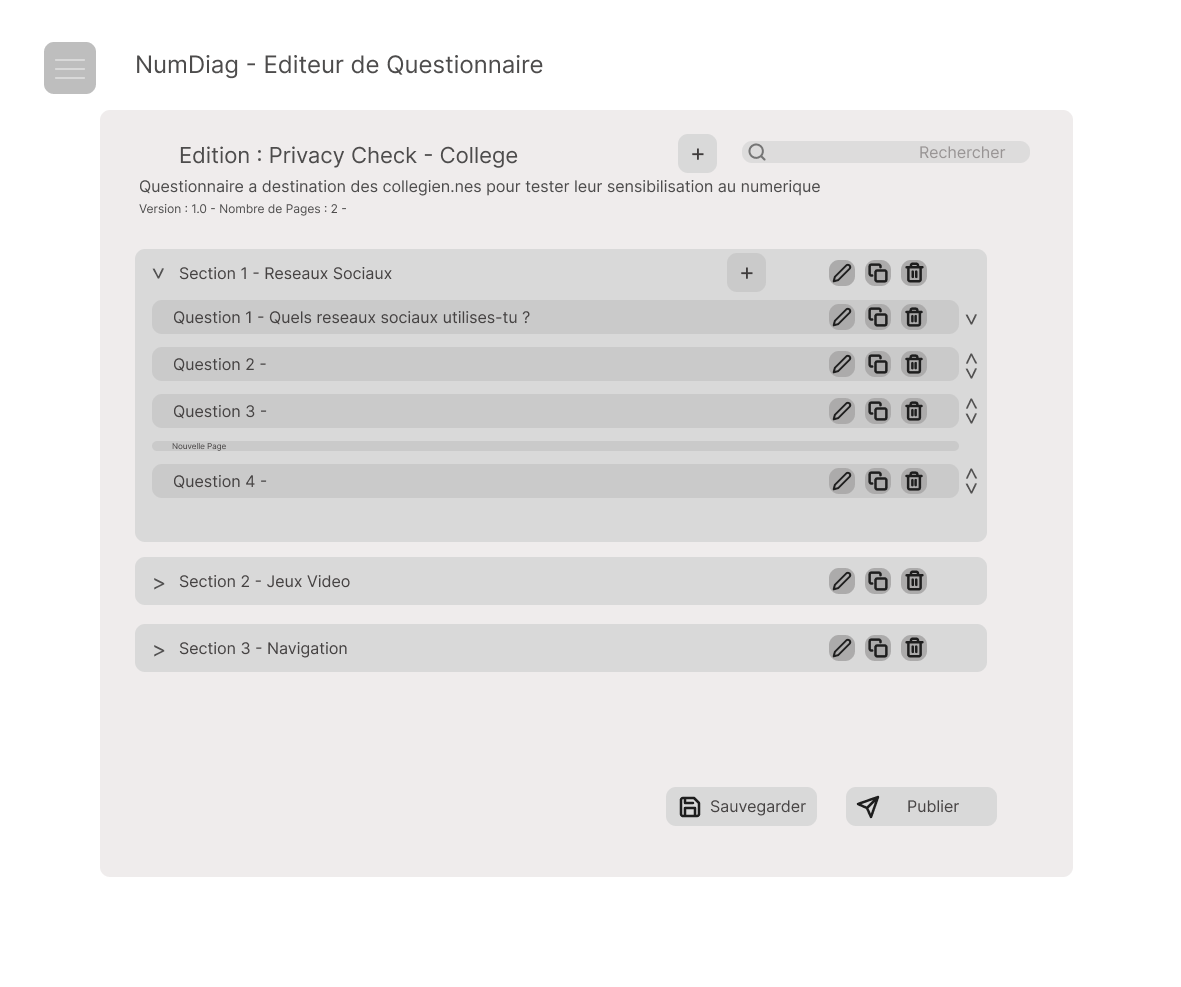 NumDiag - Editeur de Questionnaire
Edition : Privacy Check - College
+
Rechercher
Questionnaire a destination des collegien.nes pour tester leur sensibilisation au numerique
Version : 1.0 - Nombre de Pages : 2 -
V Section 1 - Reseaux Sociaux
+
Question 1 - Quels reseaux sociaux utilises-tu ?
Question 2 -
Question 3 -
Nouvelle Page
Question 4 -
> Section 2 - Jeux Video
> Section 3 - Navigation
Sauvegarder
Publier